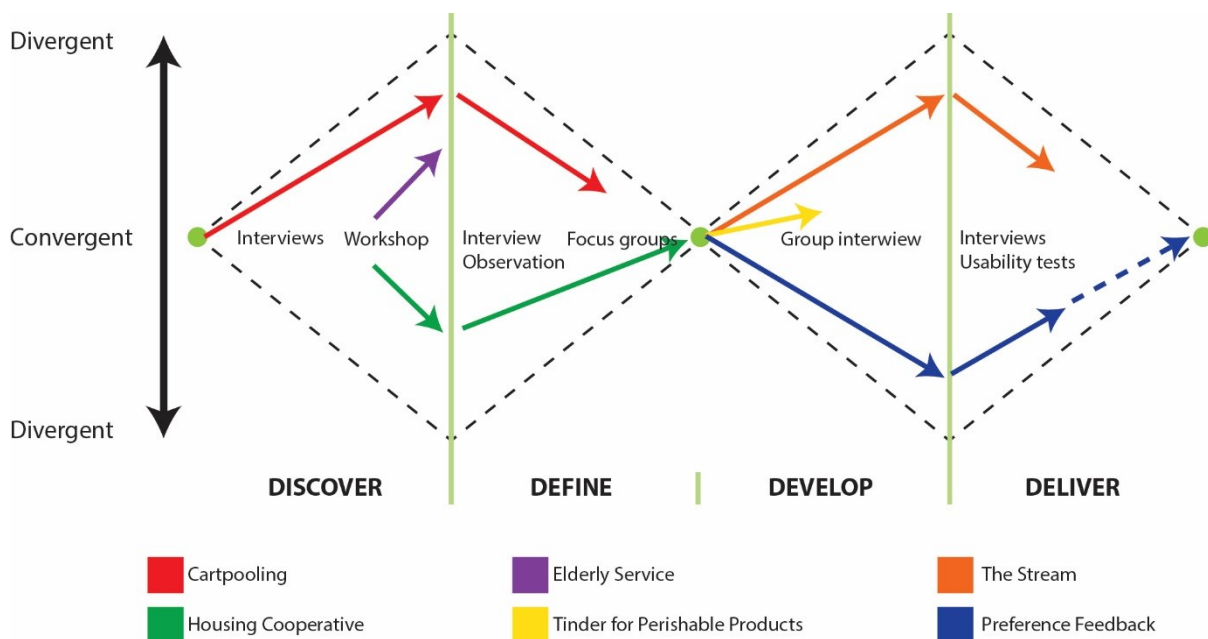 Divergent
Convergent
Interviews
Workshop
Interview
Observation
Focus groups
Group interwiew
Interviews
Usability tests
Divergent
DISCOVER
DEFINE
DEVELOP
DELIVER
Cartpooling
Elderly Service
The Stream
Housing Cooperative
Tinder for Perishable Products
Preference Feedback